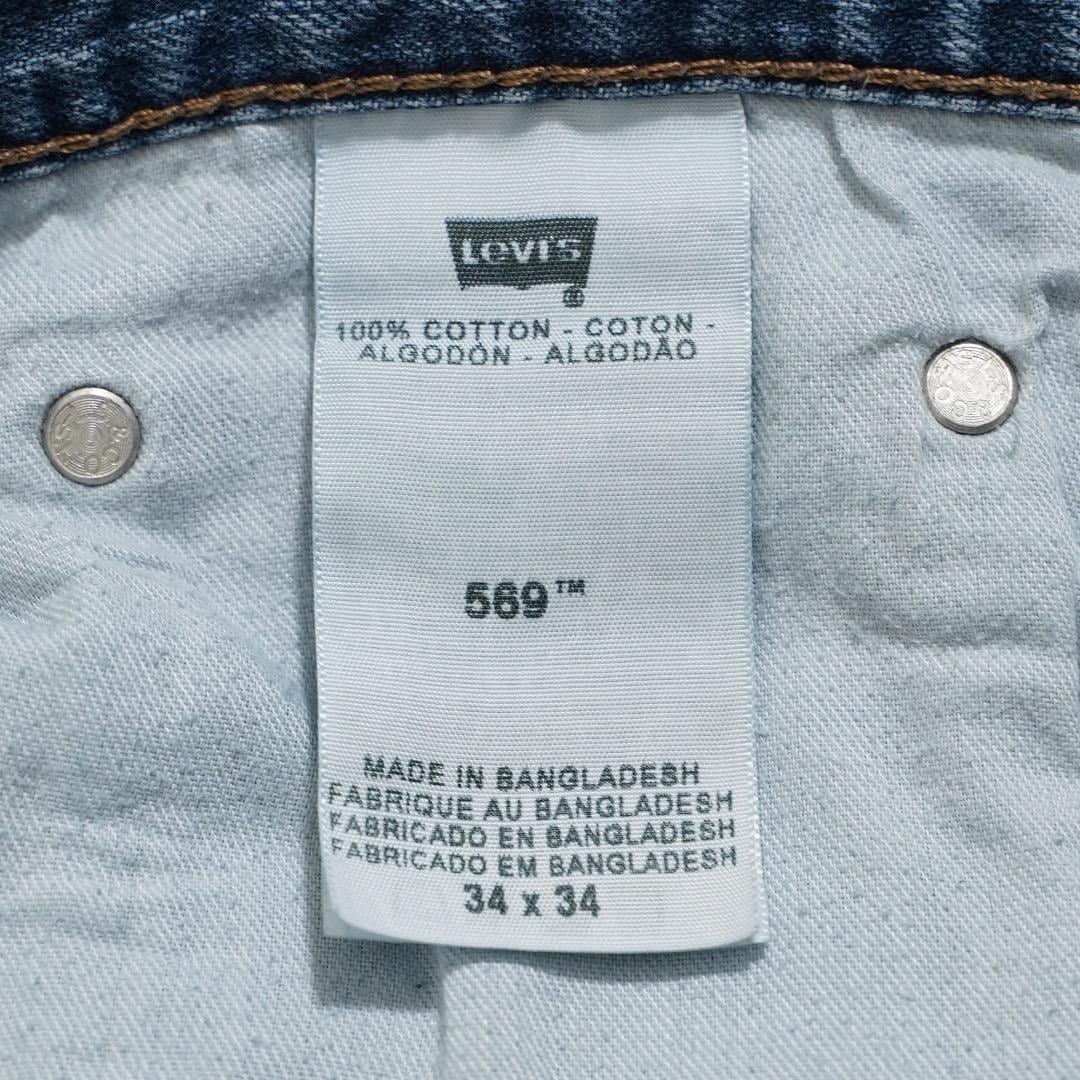 Levi's
®
100% COTTON - COTON -
ALGODÓN - ALGODÃO
569™
MADE IN BANGLADESH
FABRIQUE AU BANGLADESH
FABRICADO EN BANGLADESH
FABRICADO EM BANGLADESH
34 x 34